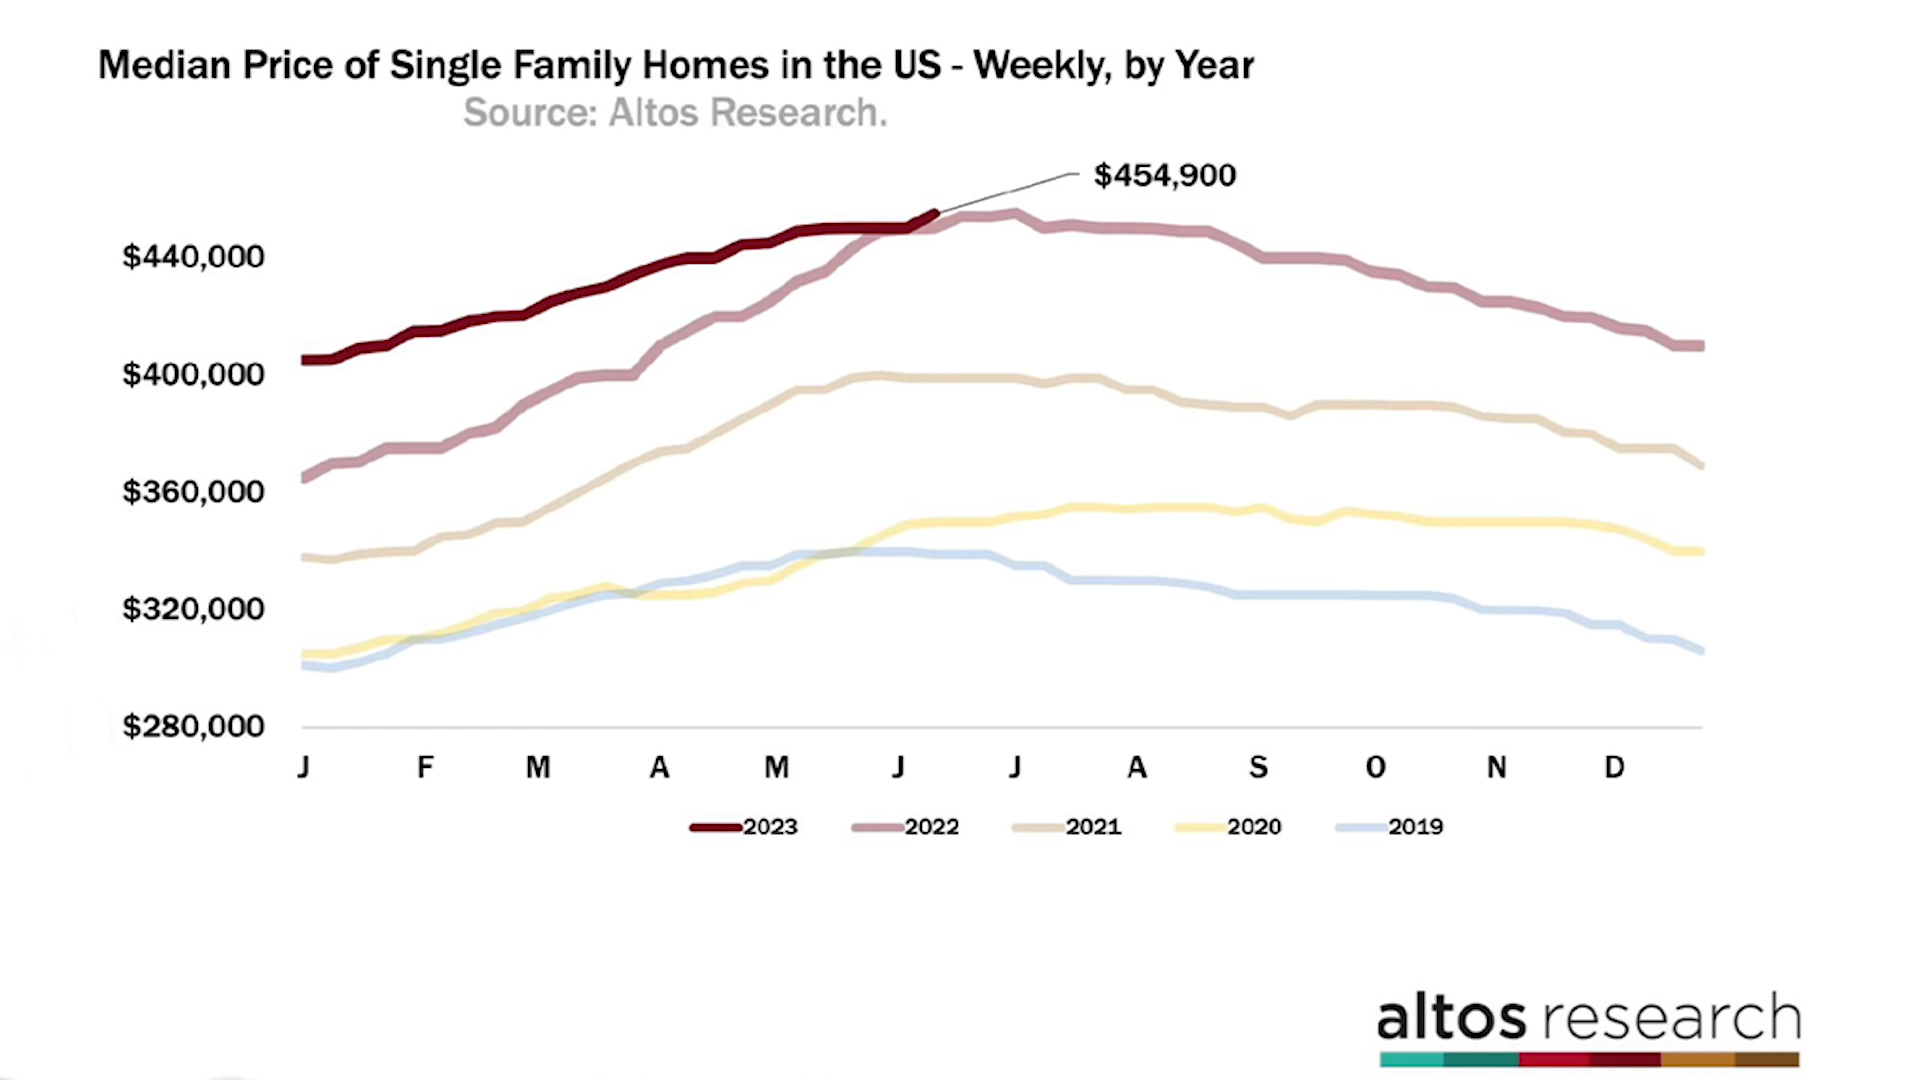 Median Price of Single Family Homes in the US - Weekly, by Year
Source: Altos Research.
$454,900
$440,000
$400,000
$360,000
$320,000
$280,000
J F M A M J J A S O N D
2023 2022 2021 2020 2019
altos research